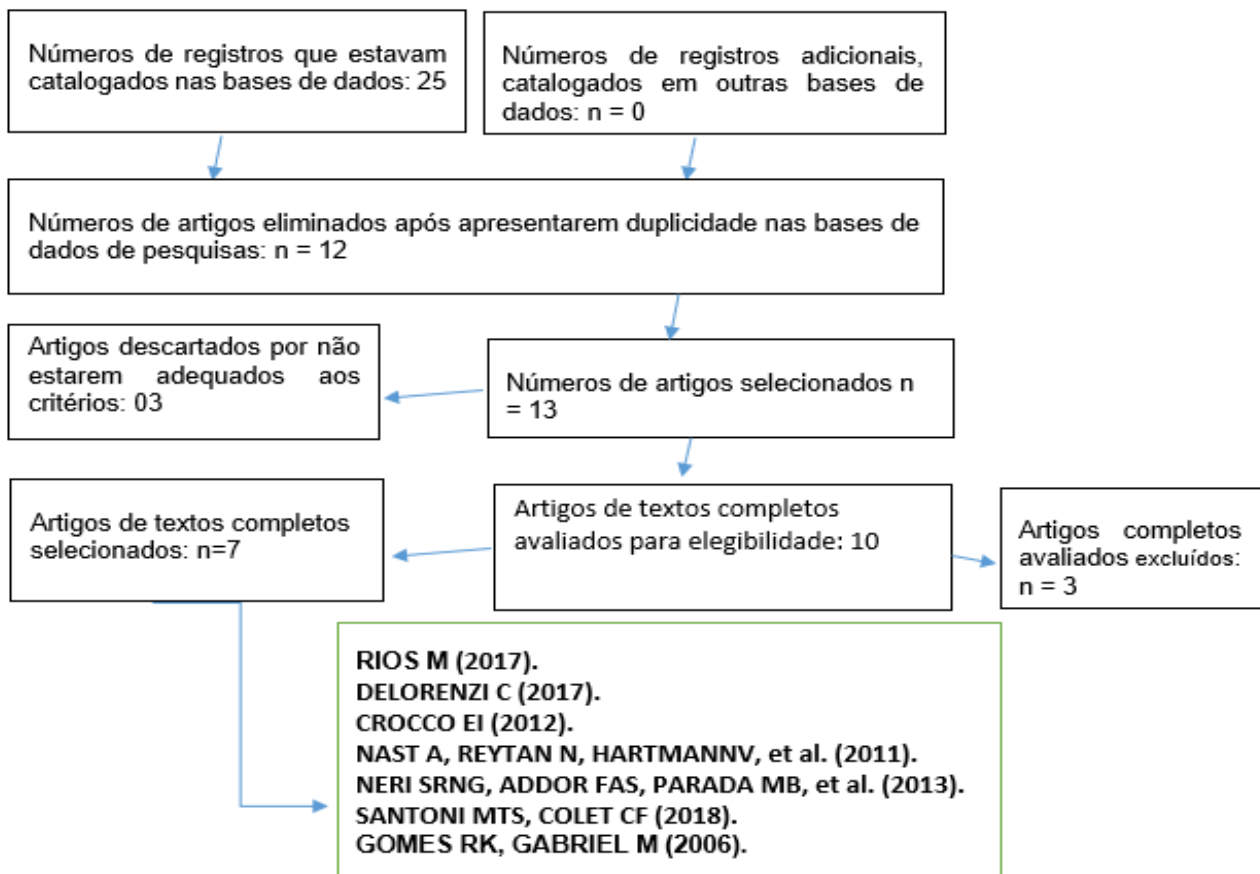 Números de registros que estavam
catalogados nas bases de dados: 25
Números de registros adicionais,
catalogados em outras bases de
dados: n = 0
Números de artigos eliminados após apresentarem duplicidade nas bases de
dados de pesquisas: n = 12
Artigos descartados por não
estarem adequados aos
critérios: 03
Números de artigos selecionados n
= 13
Artigos de textos completos
selecionados: n=7
Artigos de textos completos
avaliados para elegibilidade: 10
Artigos completos
avaliados excluídos:
n = 3
RIOS M (2017).
DELORENZI C (2017).
CROCCO EI (2012).
NAST A, REYTAN N, HARTMANNV, et al. (2011).
NERI SRNG, ADDOR FAS, PARADA MB, et al. (2013).
SANTONI MTS, COLET CF (2018).
GOMES RK, GABRIEL M (2006).